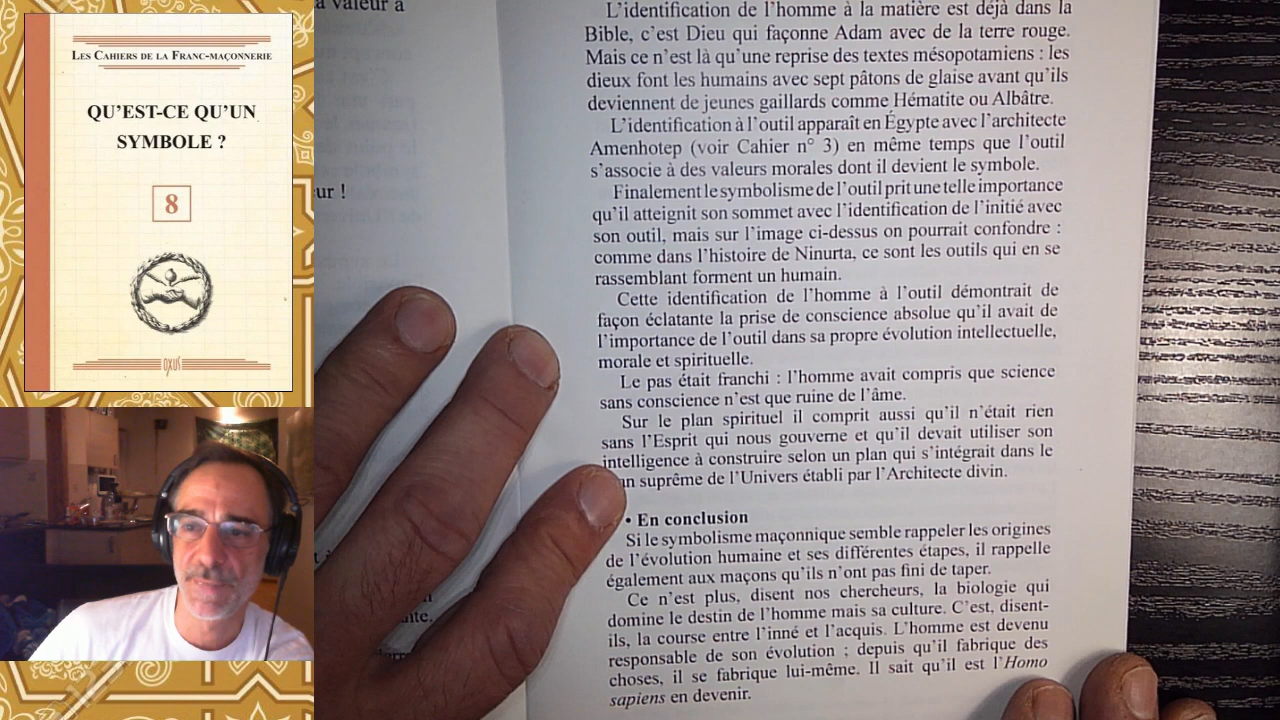 LES CAHIERS DE LA FRANC-MAÇONNERIE
QU'EST-CE QU'UN
SYMBOLE ?
8
OXUS
a valeur à
ur !
L'identification de l'homme à la matière est déjà dans la
Bible, c'est Dieu qui façonne Adam avec de la terre rouge.
Mais ce n'est là qu'une reprise des textes mésopotamiens : les
dieux font les humains avec sept pâtons de glaise avant qu'ils
deviennent de jeunes gaillards comme Hématite ou Albâtre.
L'identification à l'outil apparaît en Égypte avec l'architecte
Amenhotep (voir Cahier n° 3) en même temps que l'outil
s'associe à des valeurs morales dont il devient le symbole.
Finalement le symbolisme de l'outil prit une telle importance
qu'il atteignit son sommet avec l'identification de l'initié avec
son outil, mais sur l'image ci-dessus on pourrait confondre :
comme dans l'histoire de Ninurta, ce sont les outils qui en se
rassemblant forment un humain.
Cette identification de l'homme à l'outil démontrait de
façon éclatante la prise de conscience absolue qu'il avait de
l'importance de l'outil dans sa propre évolution intellectuelle,
morale et spirituelle.
Le pas était franchi : l'homme avait compris que science
sans conscience n'est que ruine de l'âme.
Sur le plan spirituel il comprit aussi qu'il n'était rien
sans l'Esprit qui nous gouverne et qu'il devait utiliser son
intelligence à construire selon un plan qui s'intégrait dans le
suprême de l'Univers établi par l'Architecte divin.
• En conclusion
Si le symbolisme maçonnique semble rappeler les origines
de l'évolution humaine et ses différentes étapes, il rappelle
également aux maçons qu'ils n'ont pas fini de taper.
Ce n'est plus, disent nos chercheurs, la biologie qui
domine le destin de l'homme mais sa culture. C'est, disent-
ils, la course entre l'inné et l'acquis. L'homme est devenu
responsable de son évolution ; depuis qu'il fabrique des
choses, il se fabrique lui-même. Il sait qu'il est l'Homo
sapiens en devenir.